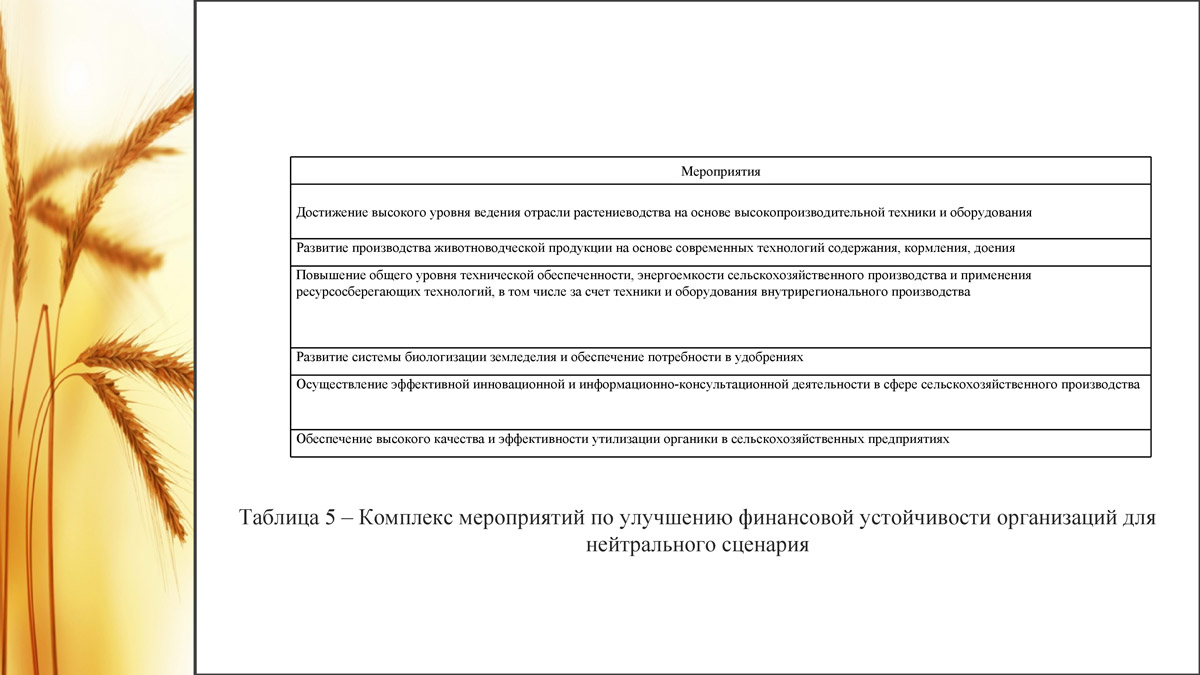 Мероприятия
Достижение высокого уровня ведения отрасли растениеводства на основе высокопроизводительной техники и оборудования
Развитие производства животноводческой продукции на основе современных технологий содержания, кормления, доения
Повышение общего уровня технической обеспеченности, энергоемкости сельскохозяйственного производства и применения
ресурсосберегающих технологий, в том числе за счет техники и оборудования внутрирегионального производства
Развитие системы биологизации земледелия и обеспечение потребности в удобрениях
Осуществление эффективной инновационной и информационно-консультационной деятельности в сфере сельскохозяйственного производства
Обеспечение высокого качества и эффективности утилизации органики в сельскохозяйственных предприятиях
Таблица 5 – Комплекс мероприятий по улучшению финансовой устойчивости организаций для
нейтрального сценария